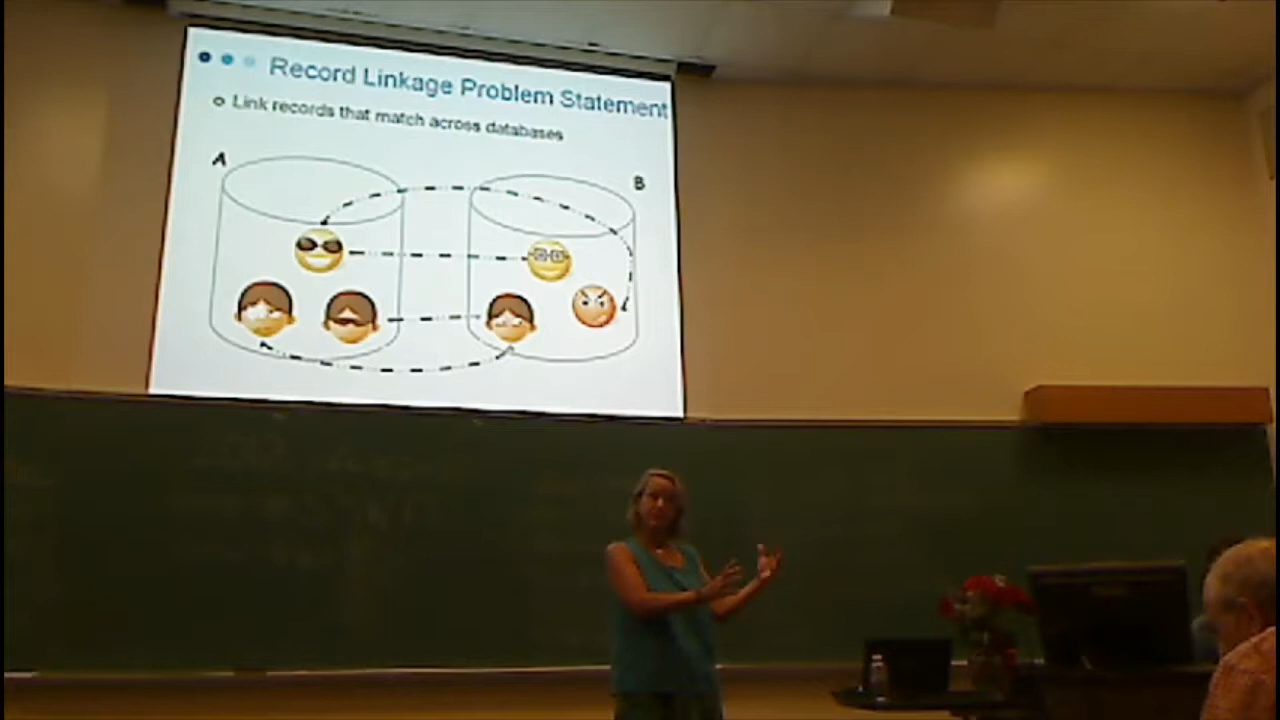 Record Linkage Problem Statement
Link records that match across databases
A
B